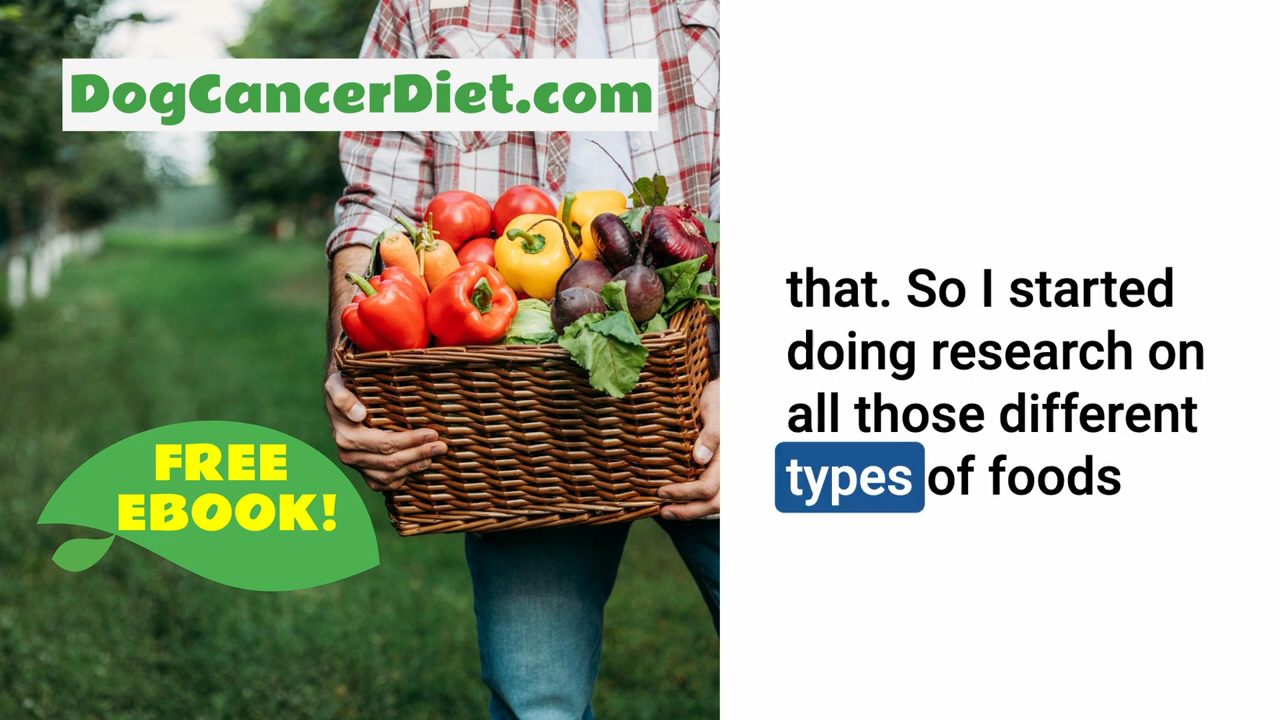 DogCancerDiet.com
FREE
EBOOK!
that. So I started
doing research on
all those different
types of foods